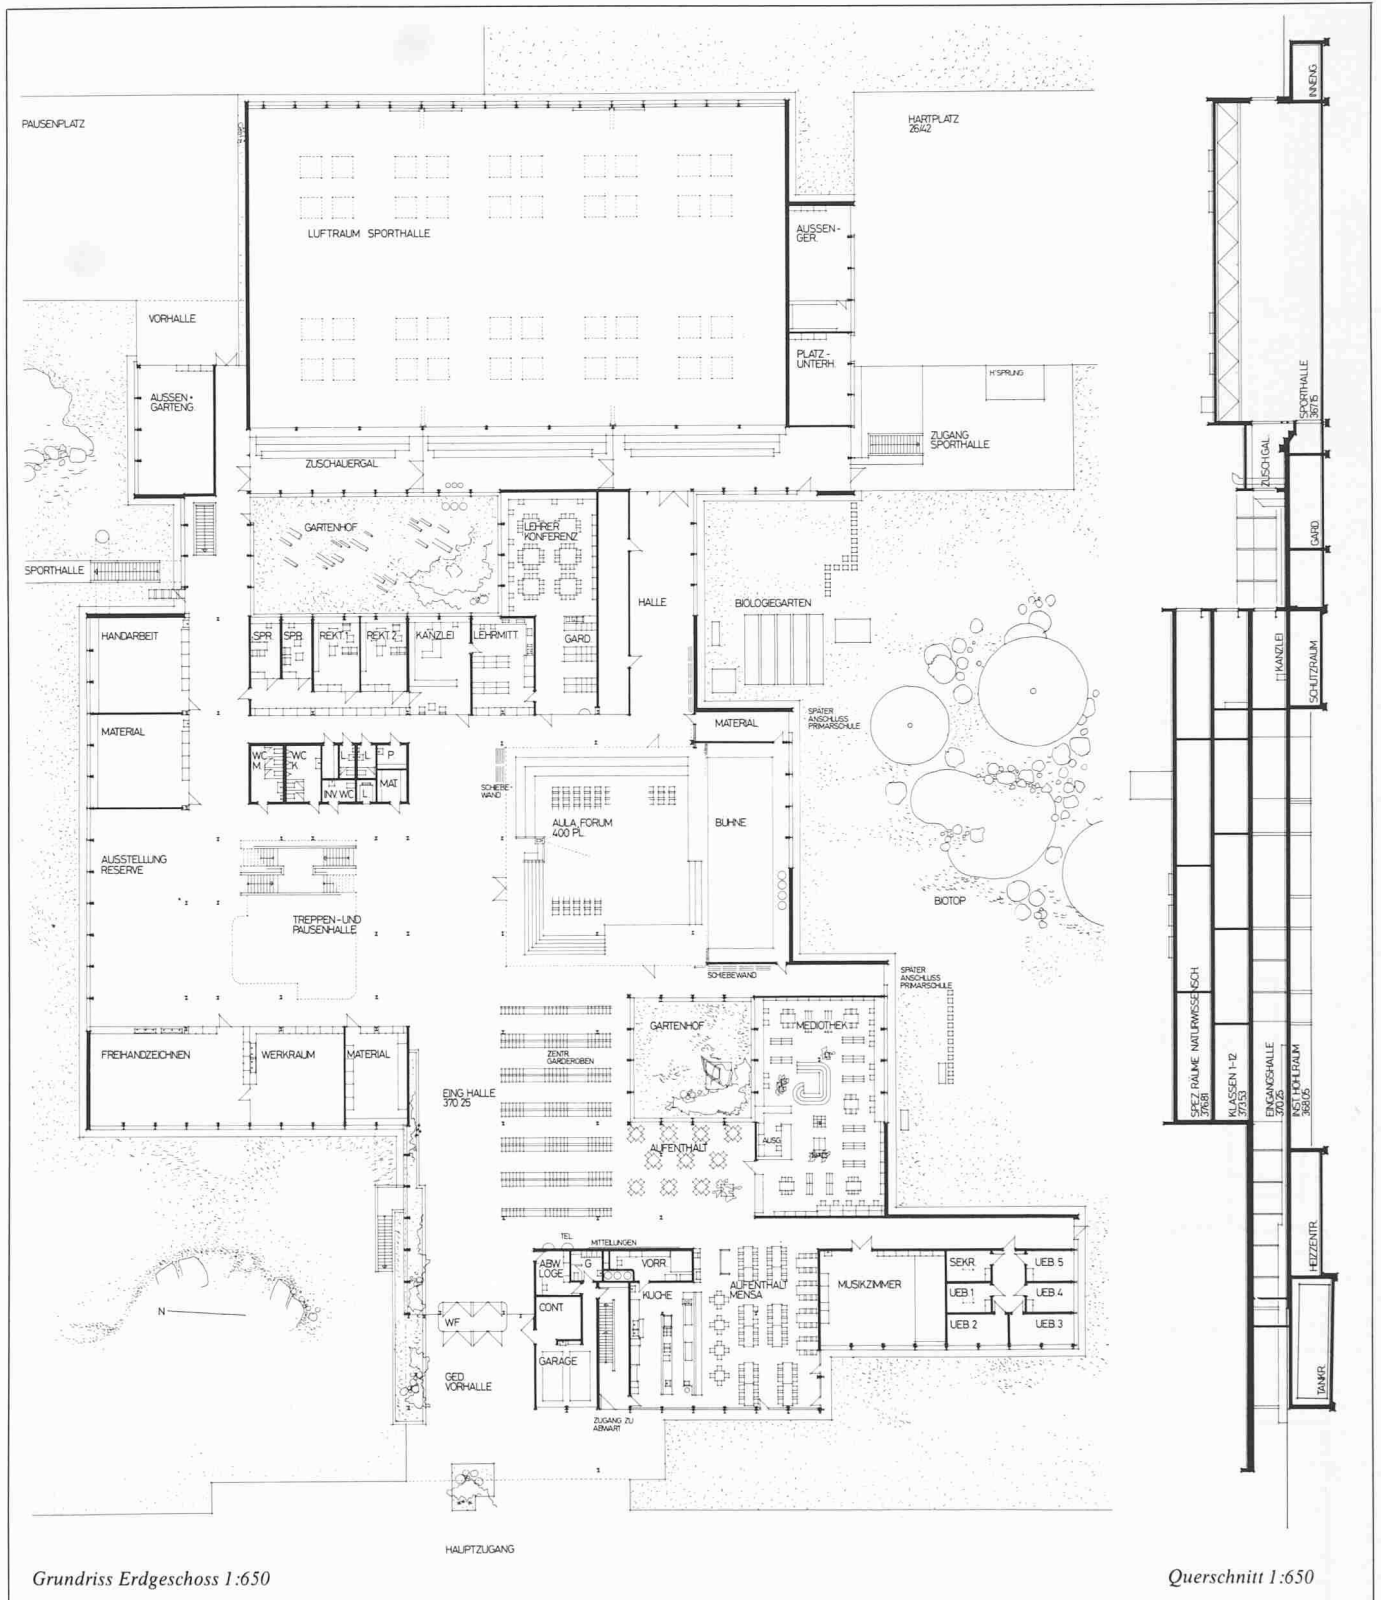 PAUSENPLATZ
HARTPLATZ
26/42
LUFTRAUM SPORTHALLE
AUSSEN-
GER.
VORHALLE
PLATZ-
UNTERH.
H'SPRUNG
AUSSEN-
GARTENG.
ZUGANG
SPORTHALLE
ZUSCHAUERGAL.
GARTENHOF
LEHRER
KONFERENZ
SPORTHALLE
HALLE
BIOLOGIEGARTEN
HANDARBEIT
SPR.
SPR.
REKT.1
REKT.2
KANZLEI
LEHRMITT.
GARD.
MATERIAL
MATERIAL
SPÄTER
ANSCHLUSS
PRIMARSCHULE
WC
M
WC
K
L
L
P
INV. WC
L
MAT.
SCHIEBE-
WAND
AULA, FORUM
400 PL.
BÜHNE
AUSSTELLUNG
RESERVE
TREPPEN- UND
PAUSENHALLE
BIOTOP
SCHIEBEWAND
SPÄTER
ANSCHLUSS
PRIMARSCHULE
FREIHANDZEICHNEN
WERKRAUM
MATERIAL
ZENTR.
GARDEROBEN
GARTENHOF
MEDIOTHEK
EING. HALLE
370.25
AUFENTHALT
AUSG.
TEL.
MITTEILUNGEN
ABW.
LOGE
G
VORR.
KÜCHE
AUFENTHALT
MENSA
MUSIKZIMMER
SEKR.
UEB. 5
UEB. 1
UEB. 4
UEB. 2
UEB. 3
CONT.
N
WF
GARAGE
GED.
VORHALLE
ZUGANG ZU
ABWART
HAUPTZUGANG
Grundriss Erdgeschoss 1:650
INNENG.
SPORTHALLE
367.15
ZUSCH.GAL.
GARD.
KANZLEI
SCHUTZRAUM
SPEZ. RÄUME NATURWISSENSCH.
376.81
KLASSEN 1-12
373.53
EINGANGSHALLE
370.25
INST. HOHLRAUM
368.05
HEIZZENTR.
TANKR.
Querschnitt 1:650